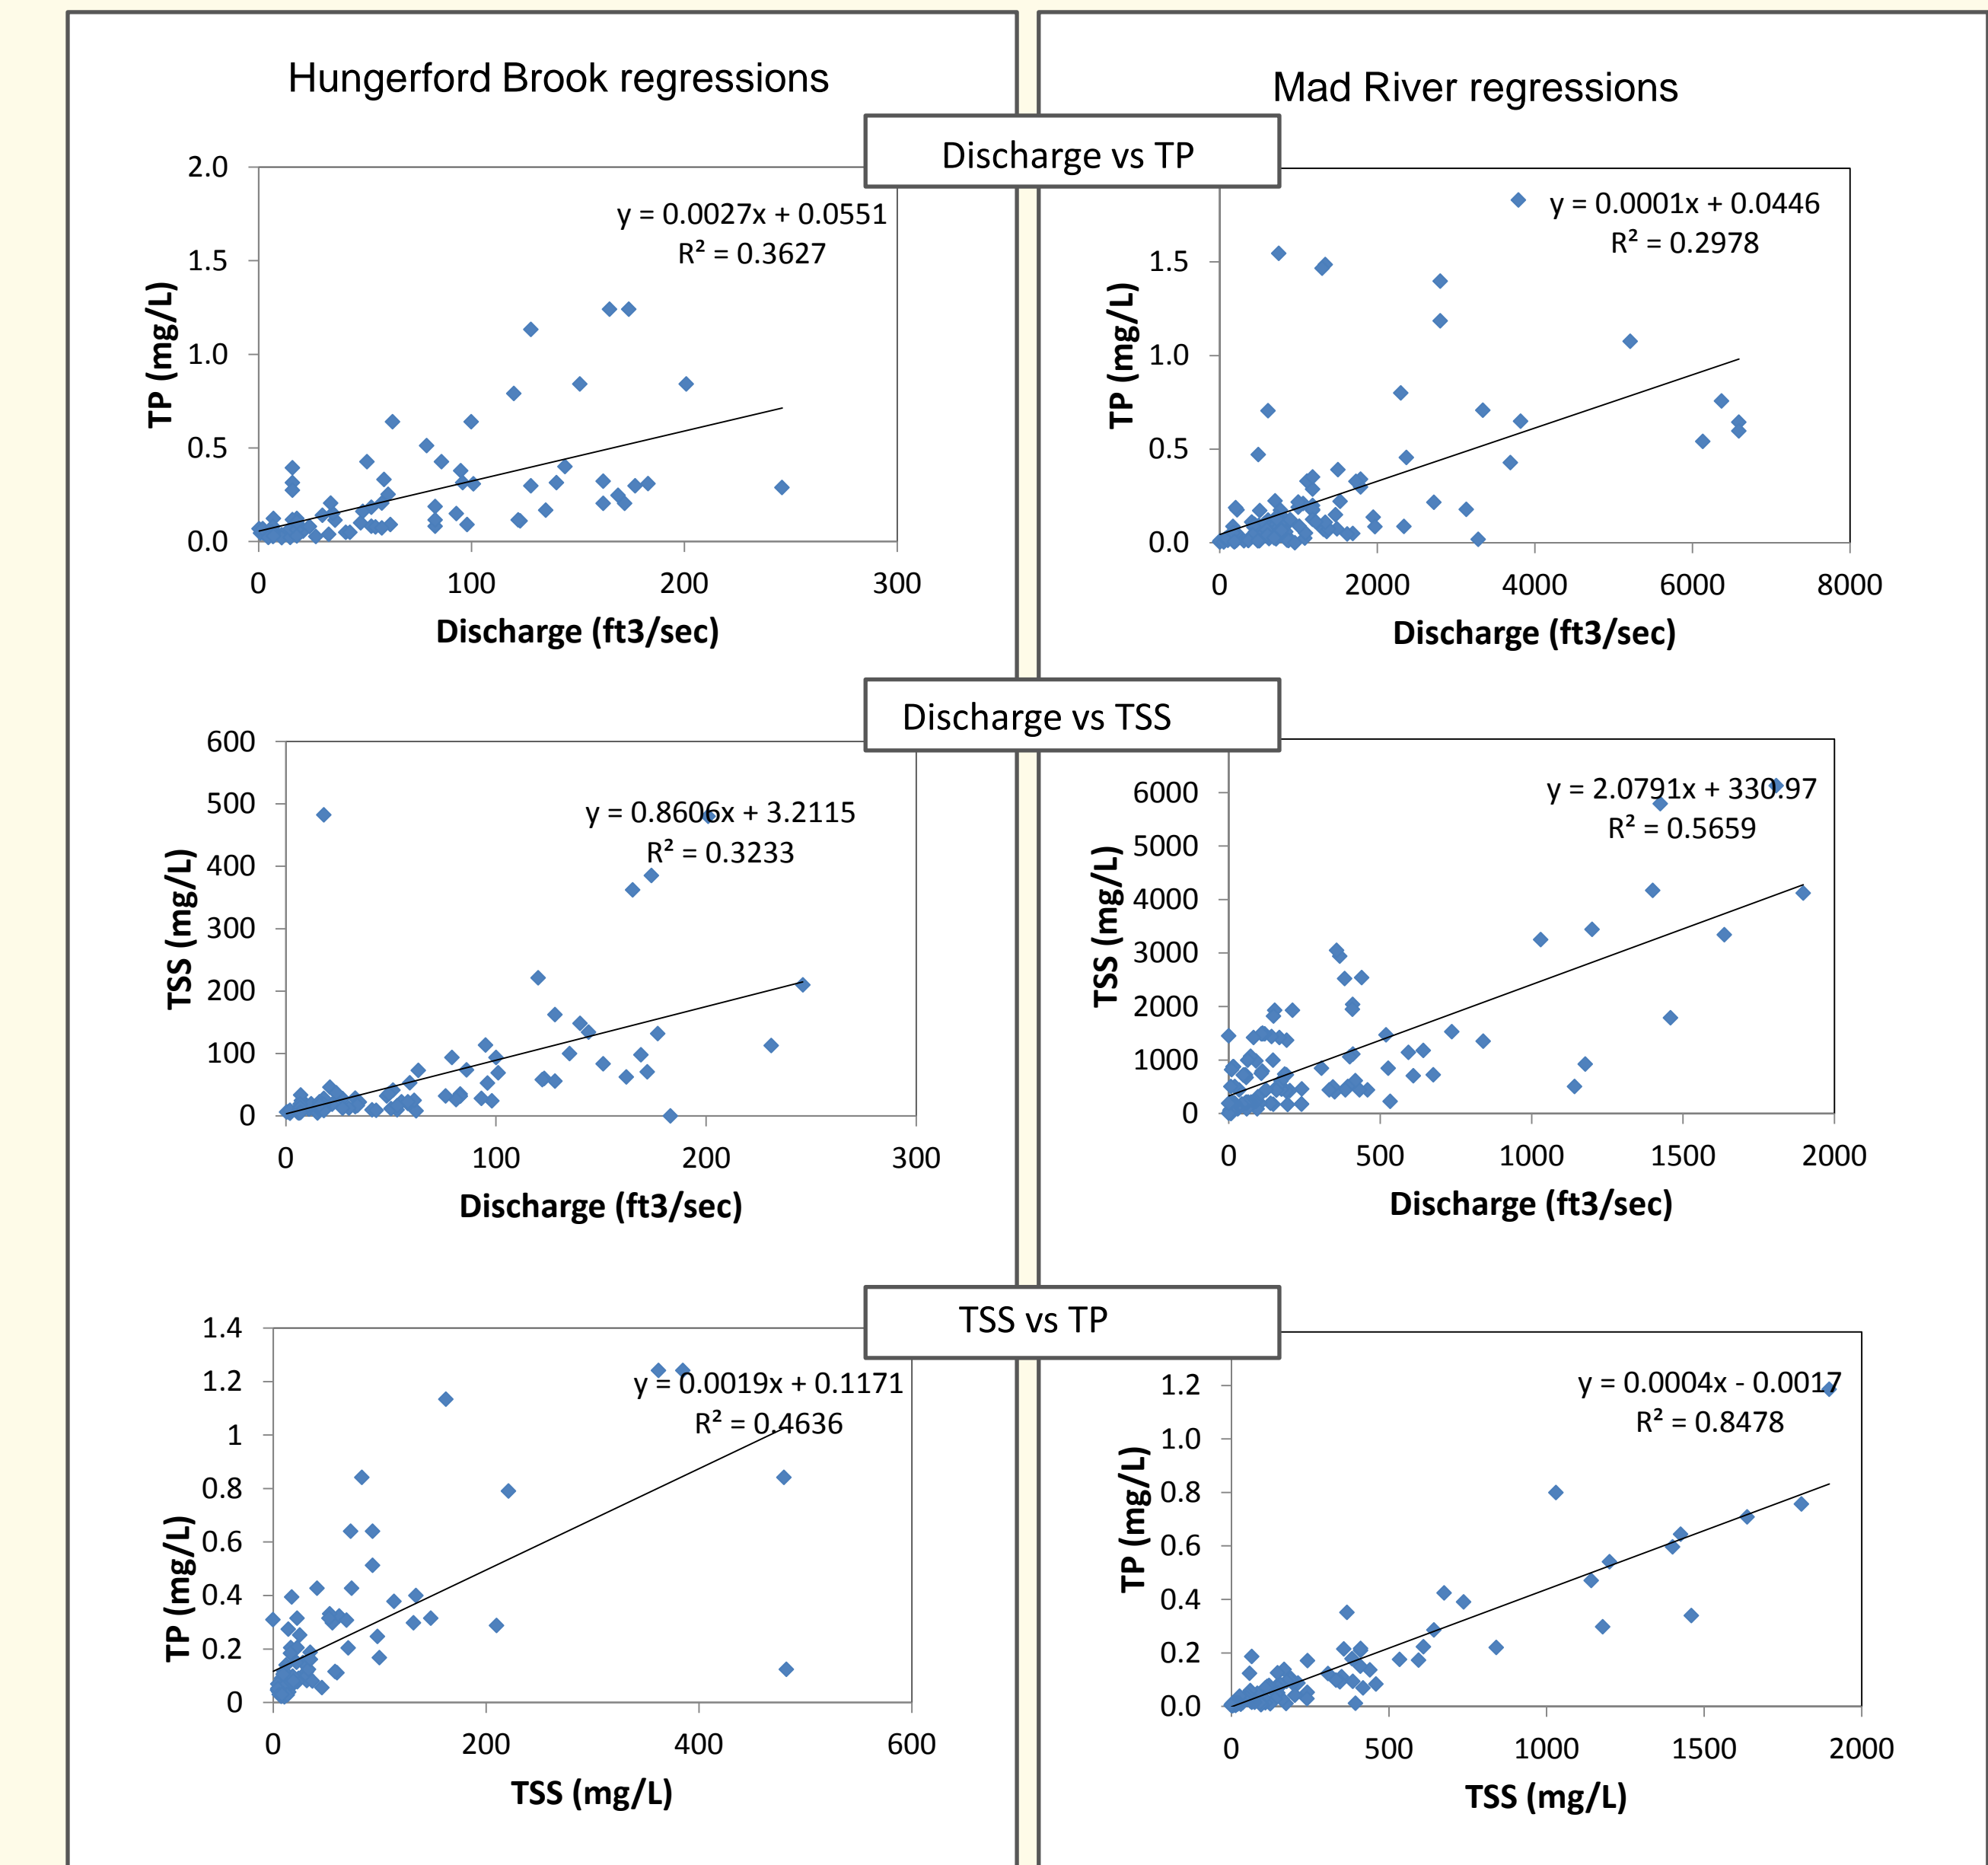 Hungerford Brook regressions
Mad River regressions
Discharge vs TP
2.0
1.5
1.0
0.5
0.0
TP (mg/L)
y = 0.0027x + 0.0551
R² = 0.3627
0 100 200 300
Discharge (ft3/sec)
1.5
1.0
0.5
0.0
TP (mg/L)
y = 0.0001x + 0.0446
R² = 0.2978
0 2000 4000 6000 8000
Discharge (ft3/sec)
Discharge vs TSS
600
500
400
300
200
100
0
TSS (mg/L)
y = 0.8606x + 3.2115
R² = 0.3233
0 100 200 300
Discharge (ft3/sec)
6000
5000
4000
3000
2000
1000
0
TSS (mg/L)
y = 2.0791x + 330.97
R² = 0.5659
0 500 1000 1500 2000
Discharge (ft3/sec)
TSS vs TP
1.4
1.2
1
0.8
0.6
0.4
0.2
0
TP (mg/L)
y = 0.0019x + 0.1171
R² = 0.4636
0 200 400 600
TSS (mg/L)
1.2
1.0
0.8
0.6
0.4
0.2
0.0
TP (mg/L)
y = 0.0004x - 0.0017
R² = 0.8478
0 500 1000 1500 2000
TSS (mg/L)